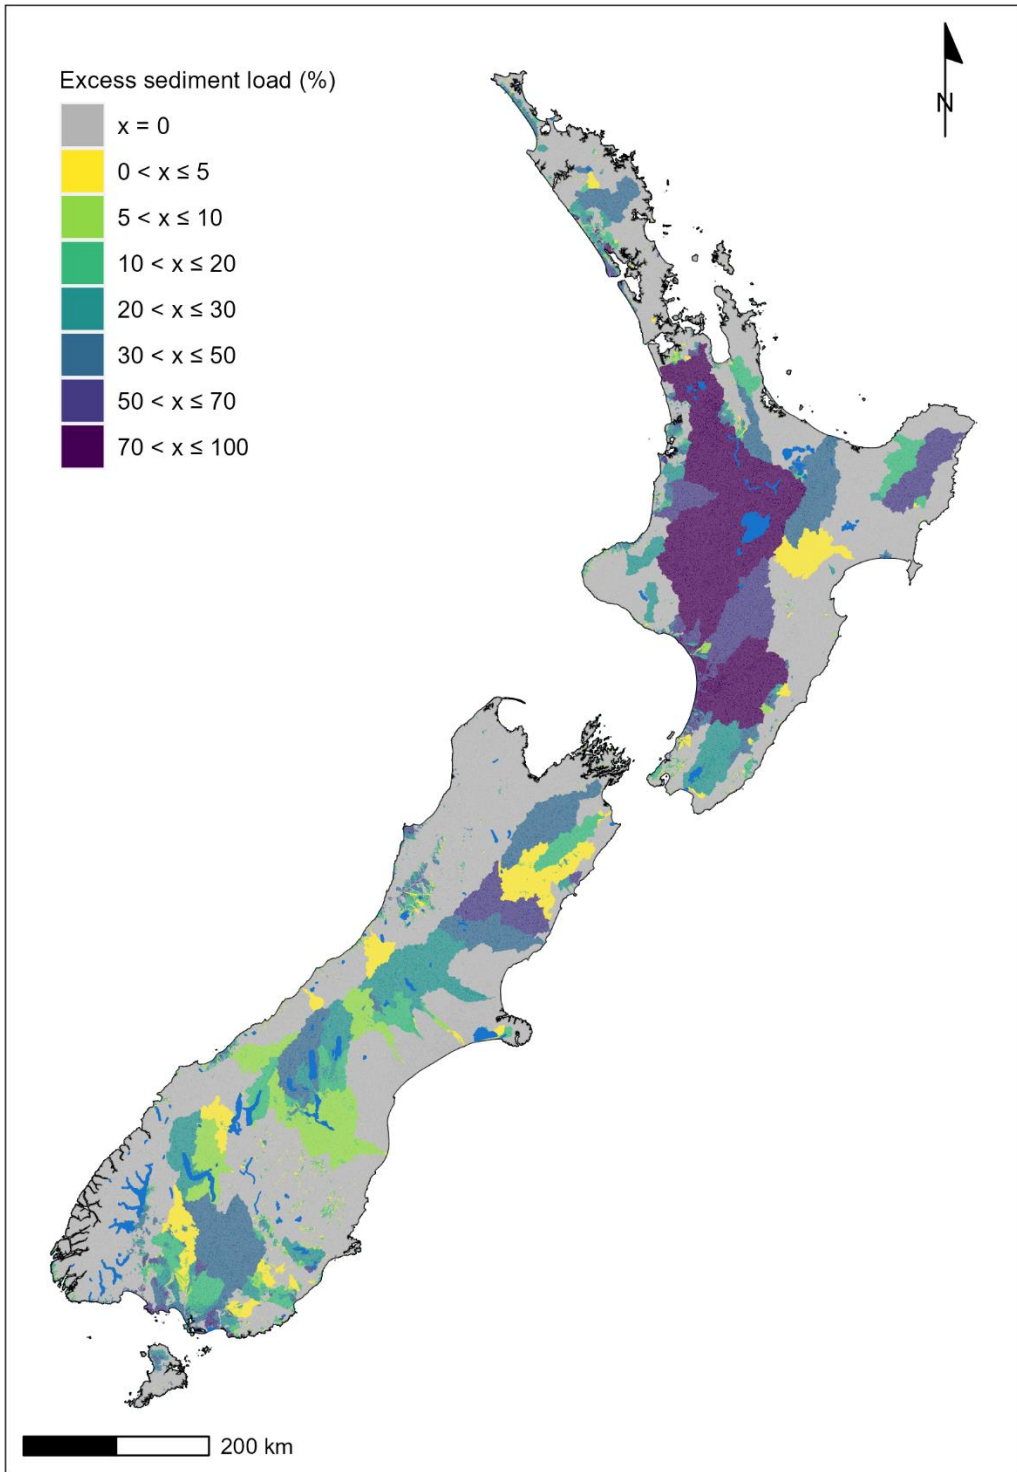 Excess sediment load (%)
x = 0
0 < x ≤ 5
5 < x ≤ 10
10 < x ≤ 20
20 < x ≤ 30
30 < x ≤ 50
50 < x ≤ 70
70 < x ≤ 100
N
200 km